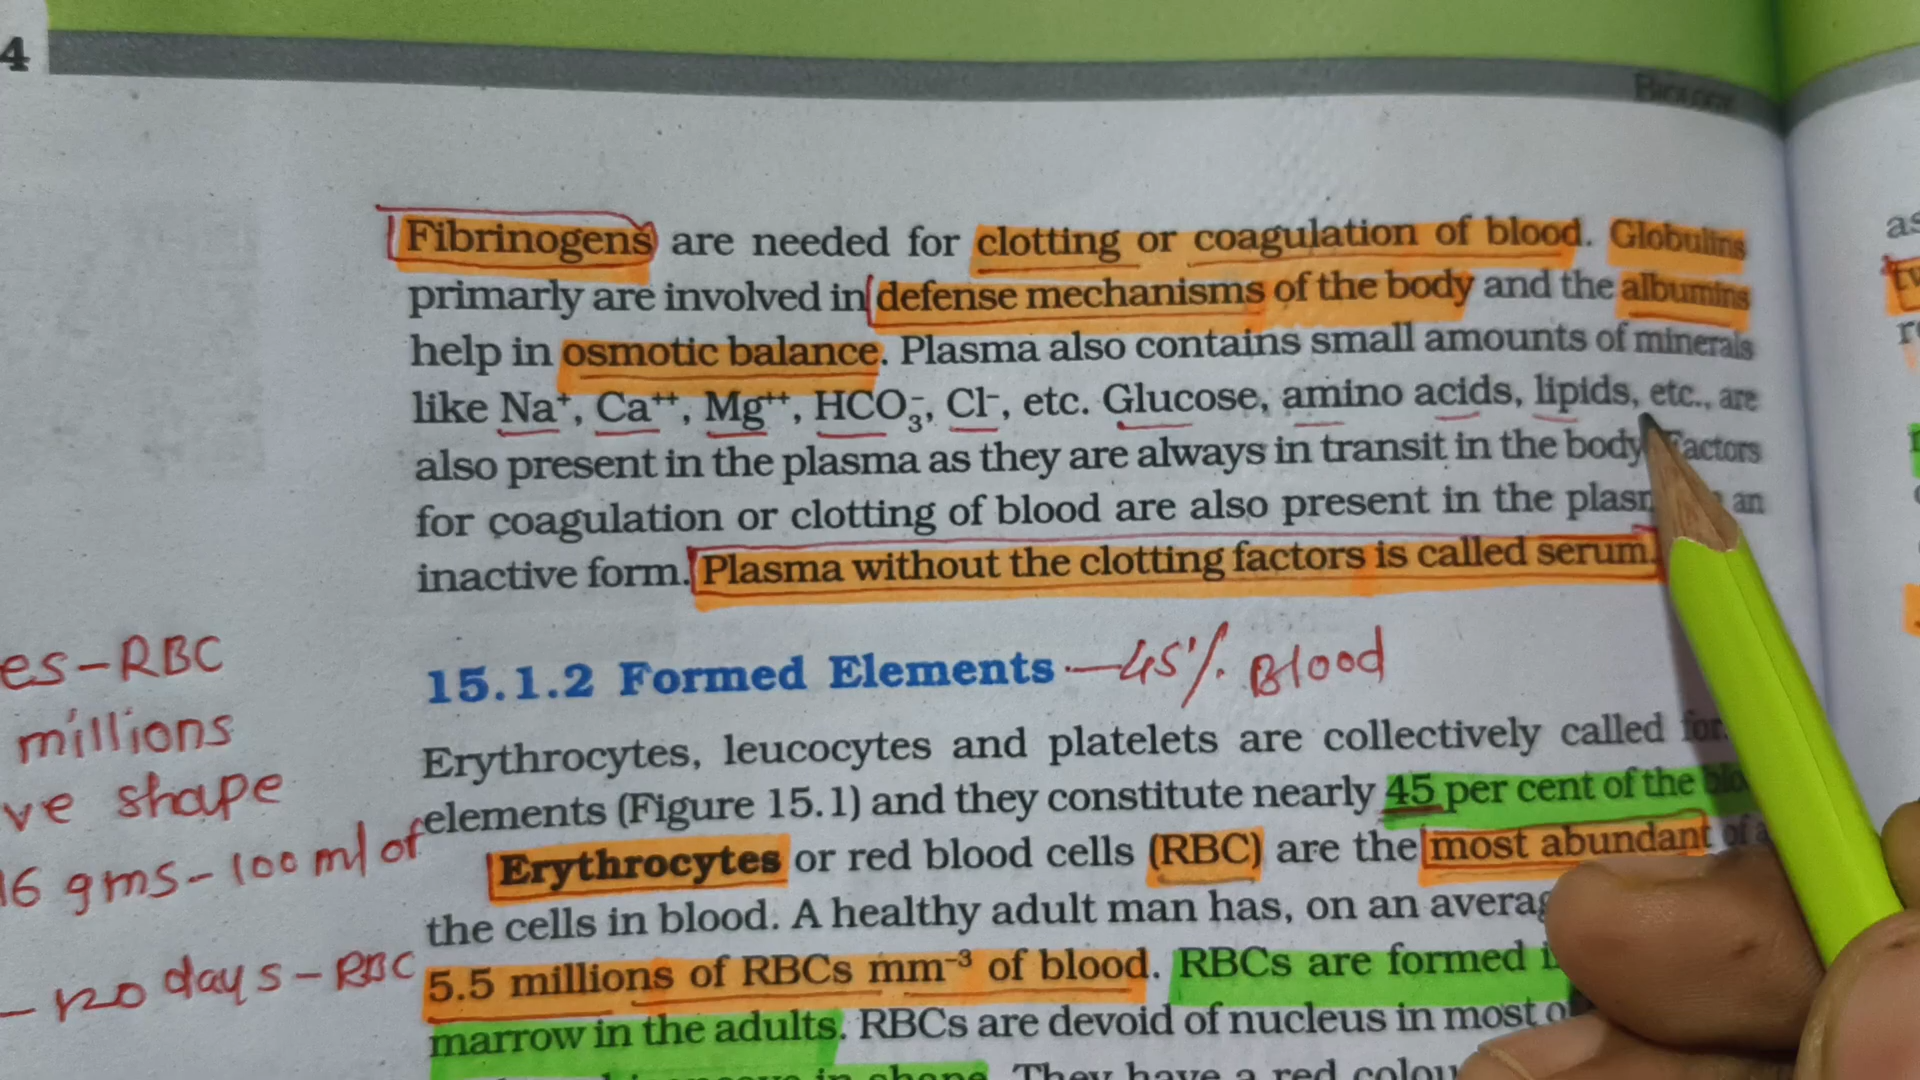 4
Biology
Fibrinogens are needed for clotting or coagulation of blood. Globulins
primarly are involved in defense mechanisms of the body and the albumins
help in osmotic balance. Plasma also contains small amounts of minerals
like Na⁺, Ca⁺⁺, Mg⁺⁺, HCO₃⁻, Cl⁻, etc. Glucose, amino acids, lipids, etc., are
also present in the plasma as they are always in transit in the body Factors
for coagulation or clotting of blood are also present in the an
inactive form. Plasma without the clotting factors is called serum.
15.1.2 Formed Elements —45% Blood
Erythrocytes, leucocytes and platelets are collectively called
elements (Figure 15.1) and they constitute nearly 45 per cent of the
Erythrocytes or red blood cells (RBC) are the most abundant of
the cells in blood. A healthy adult man has, on an
5.5 millions of RBCs mm⁻³ of blood. RBCs are formed
marrow in the adults. RBCs are devoid of nucleus in most
in shape. They have a red
es-RBC
millions
ve shape
16 gms-100 ml of
-120 days-RBC
as